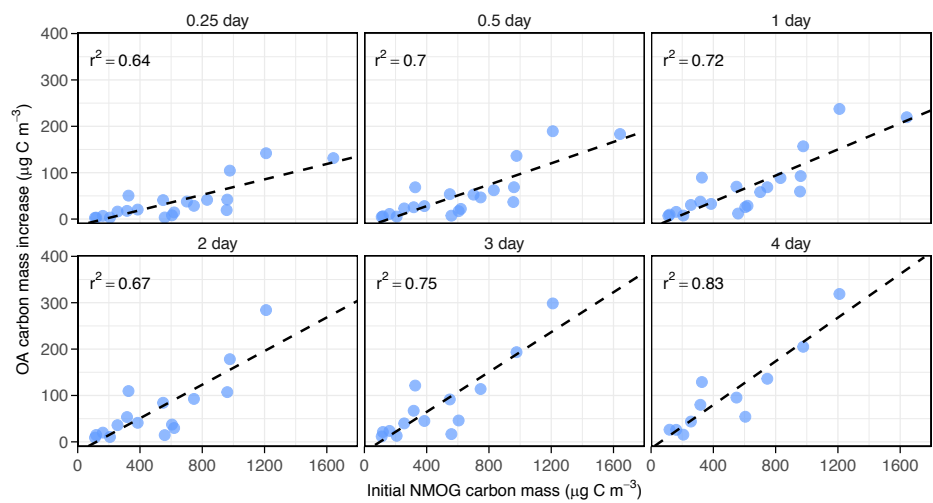 0.25 day 0.5 day 1 day
400
300
200
100
0
r² = 0.64 r² = 0.7 r² = 0.72
2 day 3 day 4 day
400
300
200
100
0
r² = 0.67 r² = 0.75 r² = 0.83
0 400 800 1200 1600 0 400 800 1200 1600 0 400 800 1200 1600
OA carbon mass increase (μg C m⁻³)
Initial NMOG carbon mass (μg C m⁻³)